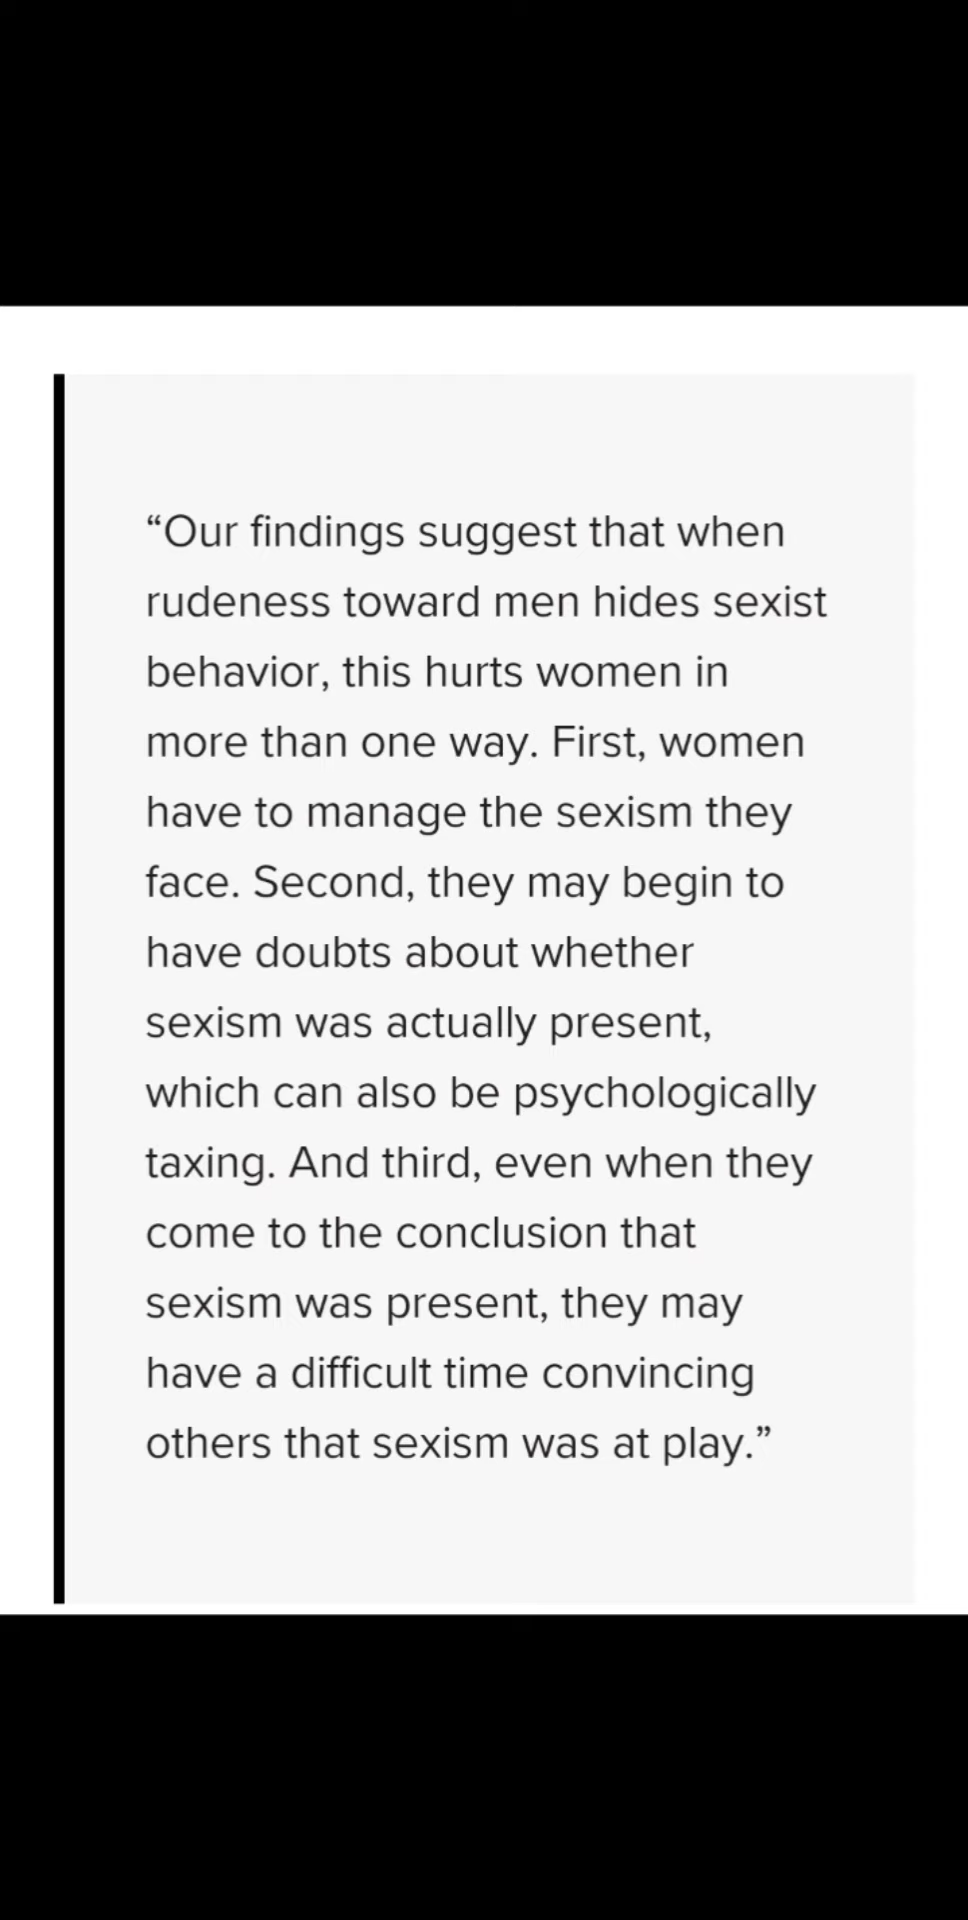 “Our findings suggest that when
rudeness toward men hides sexist
behavior, this hurts women in
more than one way. First, women
have to manage the sexism they
face. Second, they may begin to
have doubts about whether
sexism was actually present,
which can also be psychologically
taxing. And third, even when they
come to the conclusion that
sexism was present, they may
have a difficult time convincing
others that sexism was at play.”